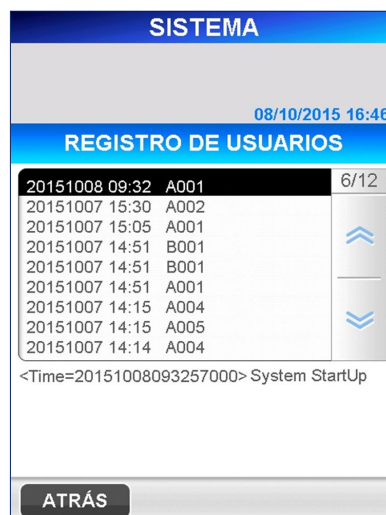 SISTEMA
08/10/2015 16:46
REGISTRO DE USUARIOS
20151008 09:32 A001 6/12
20151007 15:30 A002
20151007 15:05 A001
20151007 14:51 B001
20151007 14:51 B001
20151007 14:51 A001
20151007 14:15 A004
20151007 14:15 A005
20151007 14:14 A004
<Time=20151008093257000> System StartUp
ATRÁS